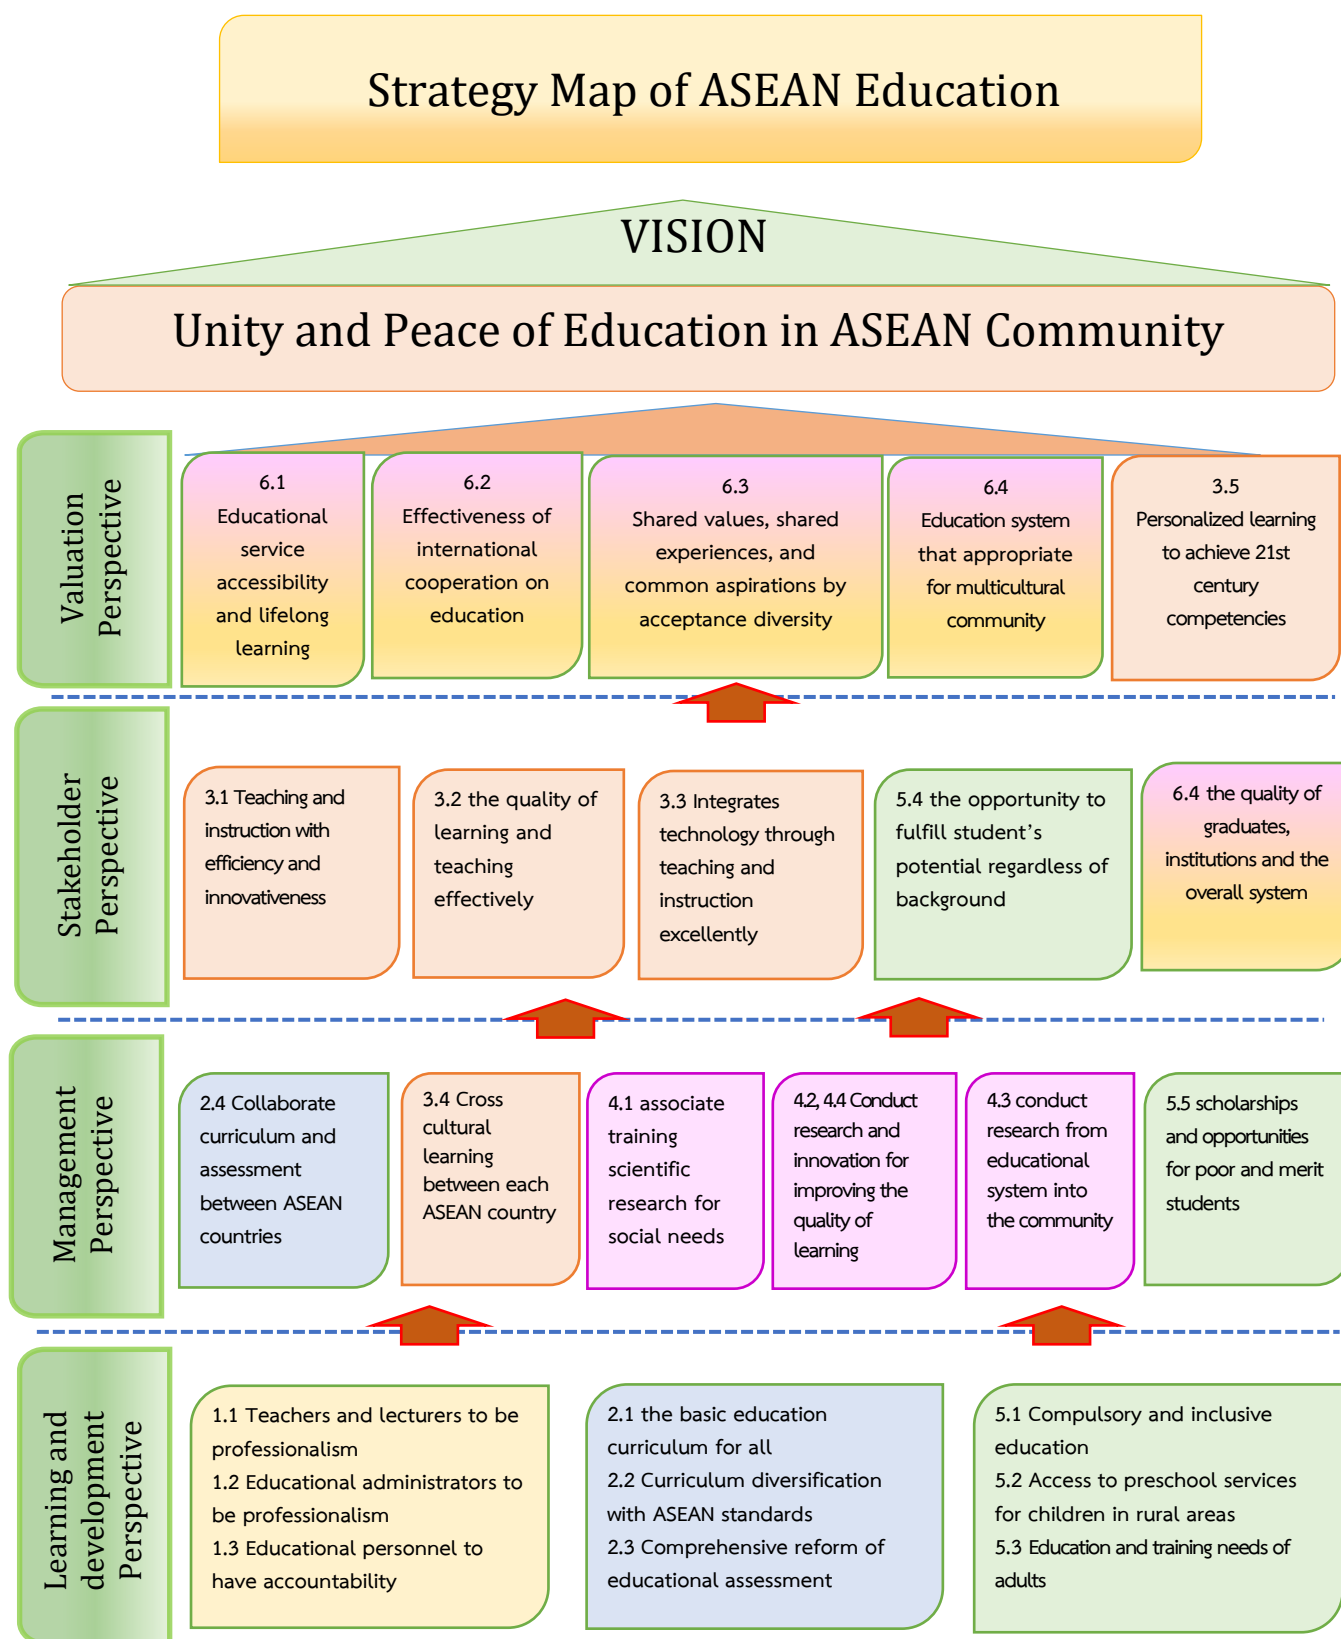 Strategy Map of ASEAN Education
VISION
Unity and Peace of Education in ASEAN Community
Valuation
Perspective
6.1
Educational
service
accessibility
and lifelong
learning
6.2
Effectiveness of
international
cooperation on
education
6.3
Shared values, shared
experiences, and
common aspirations by
acceptance diversity
6.4
Education system
that appropriate
for multicultural
community
3.5
Personalized learning
to achieve 21st
century
competencies
Stakeholder
Perspective
3.1 Teaching and
instruction with
efficiency and
innovativeness
3.2 the quality of
learning and
teaching
effectively
3.3 Integrates
technology through
teaching and
instruction
excellently
5.4 the opportunity to
fulfill student’s
potential regardless of
background
6.4 the quality of
graduates,
institutions and the
overall system
Management
Perspective
2.4 Collaborate
curriculum and
assessment
between ASEAN
countries
3.4 Cross
cultural
learning
between each
ASEAN country
4.1 associate
training
scientific
research for
social needs
4.2, 4.4 Conduct
research and
innovation for
improving the
quality of
learning
4.3 conduct
research from
educational
system into
the community
5.5 scholarships
and opportunities
for poor and merit
students
Learning and
development
Perspective
1.1 Teachers and lecturers to be
professionalism
1.2 Educational administrators to
be professionalism
1.3 Educational personnel to
have accountability
2.1 the basic education
curriculum for all
2.2 Curriculum diversification
with ASEAN standards
2.3 Comprehensive reform of
educational assessment
5.1 Compulsory and inclusive
education
5.2 Access to preschool services
for children in rural areas
5.3 Education and training needs of
adults